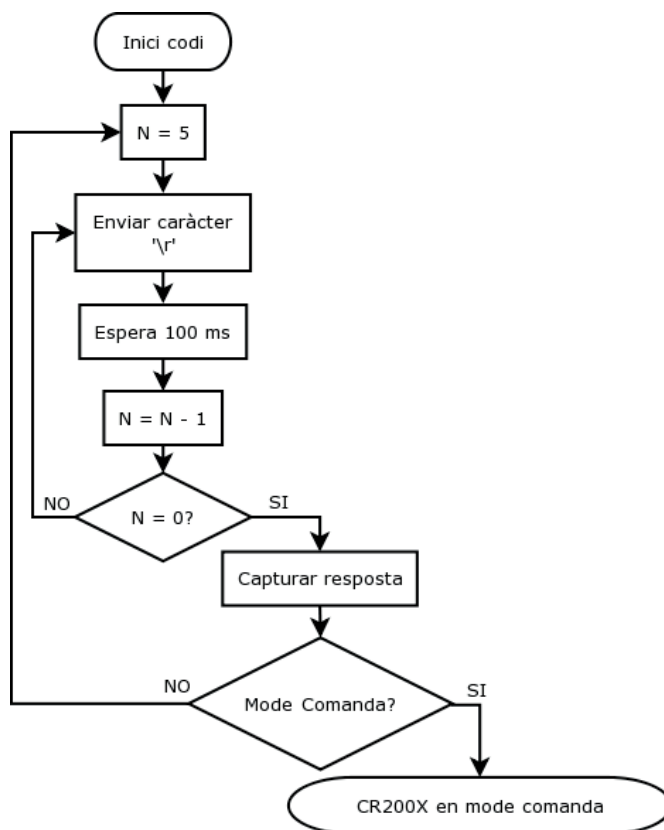 Inici codi
N = 5
Enviar caràcter
'\r'
Espera 100 ms
N = N - 1
NO
N = 0?
SI
Capturar resposta
NO
Mode Comanda?
SI
CR200X en mode comanda